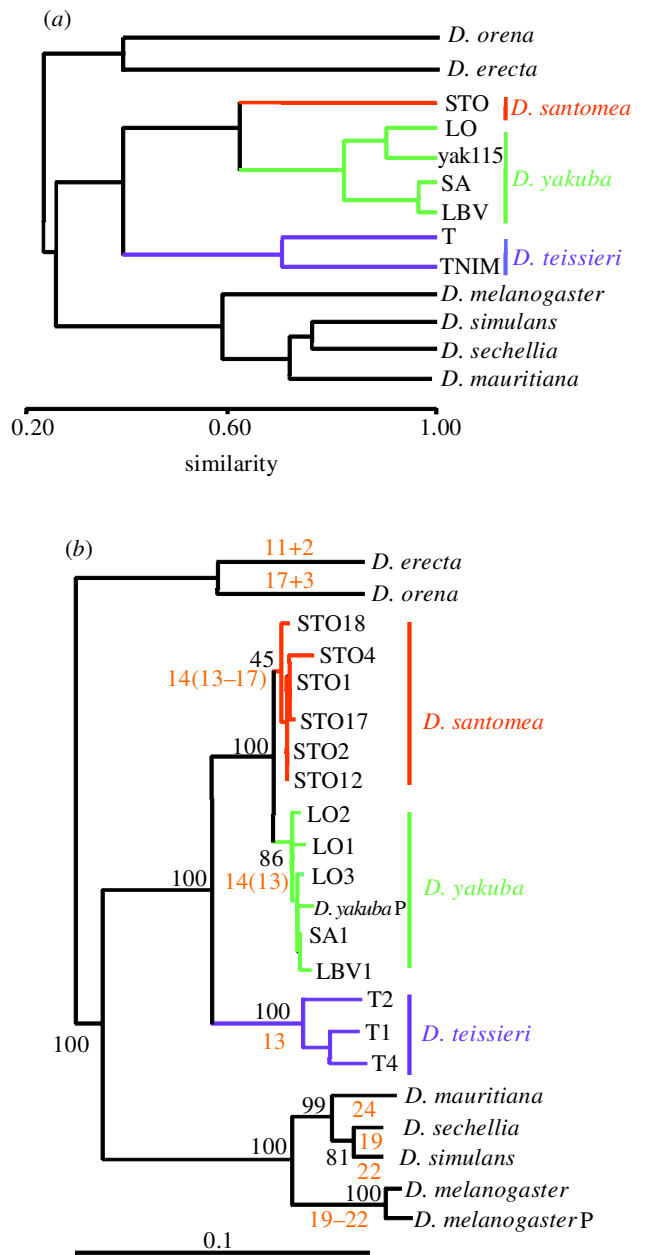 (a)
D. orena
D. erecta
STO
D. santomea
LO
yak115
D. yakuba
SA
LBV
T
D. teissieri
TNIM
D. melanogaster
D. simulans
D. sechellia
D. mauritiana
0.20 0.60 1.00
similarity
(b)
11+2
D. erecta
17+3
D. orena
STO18
45
STO4
14(13–17)
STO1
STO17
D. santomea
100
STO2
STO12
LO2
LO1
86
14(13)
LO3
100
D. yakuba P
D. yakuba
SA1
LBV1
T2
100
T1
D. teissieri
13
100
T4
D. mauritiana
99
24
D. sechellia
19
100
81
D. simulans
22
100
D. melanogaster
19–22
D. melanogaster P
0.1